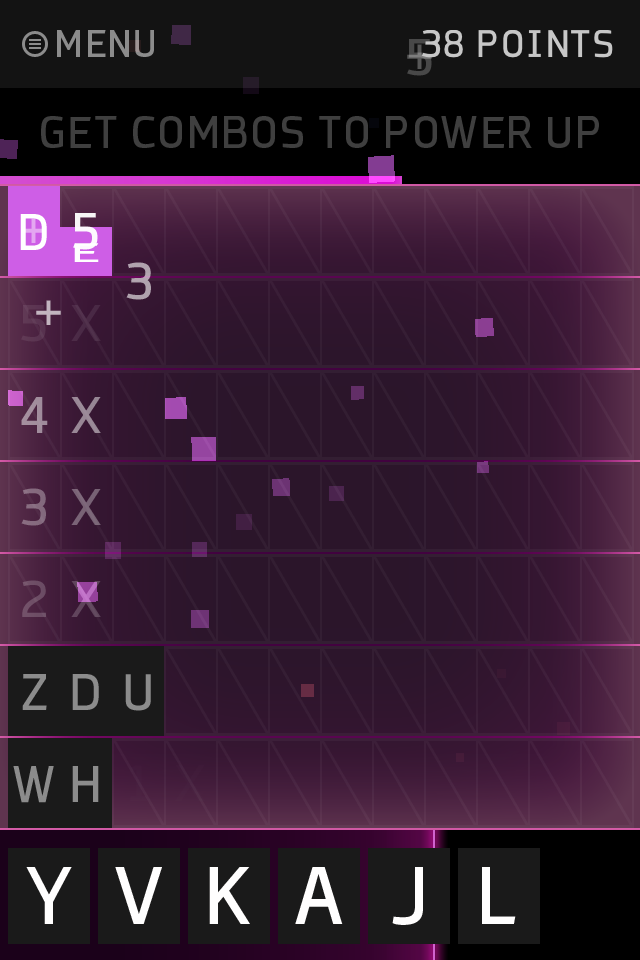 MENU 38 POINTS
GET COMBOS TO POWER UP
D
3
+
5 X
4 X
3 X
2 X
Z D U
W H
Y V K A J L